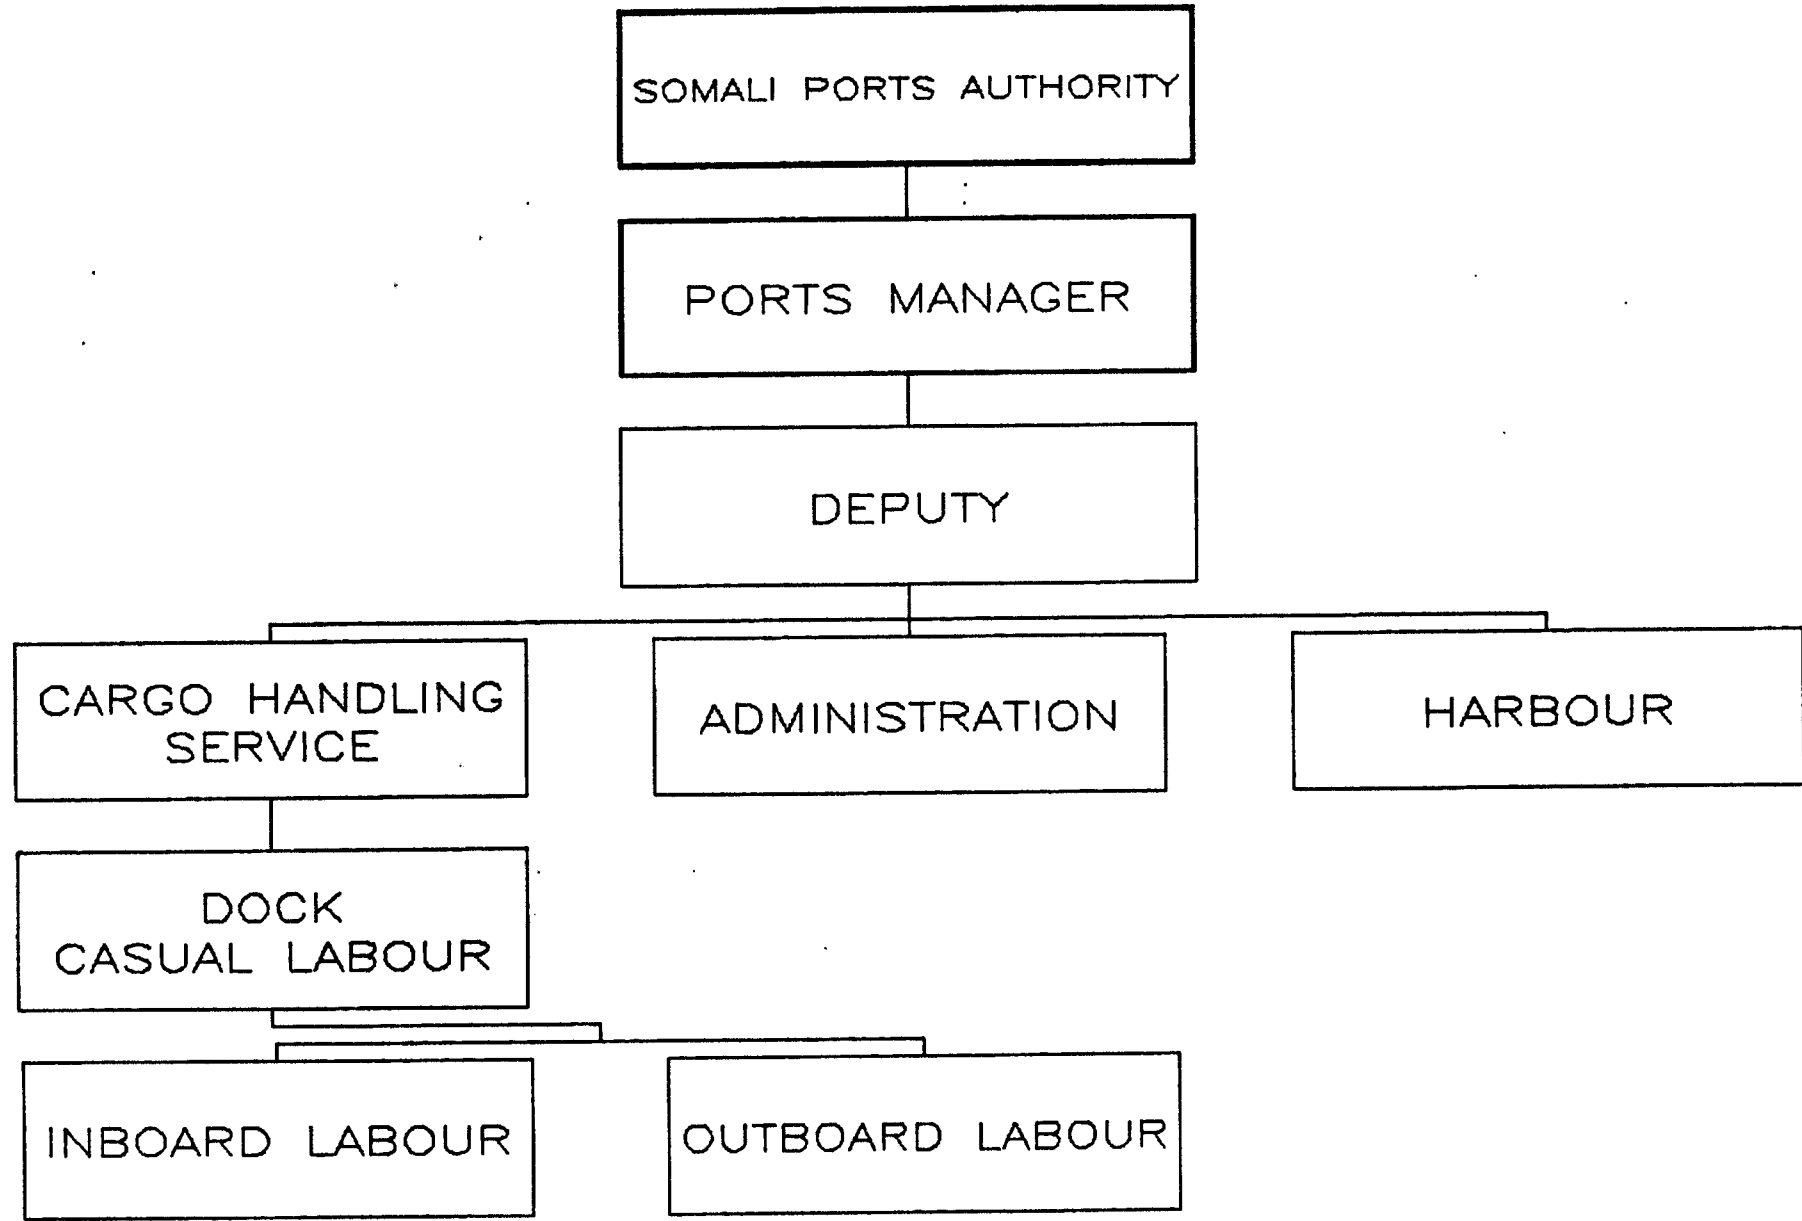 SOMALI PORTS AUTHORITY
PORTS MANAGER
DEPUTY
CARGO HANDLING
SERVICE
ADMINISTRATION
HARBOUR
DOCK
CASUAL LABOUR
INBOARD LABOUR
OUTBOARD LABOUR